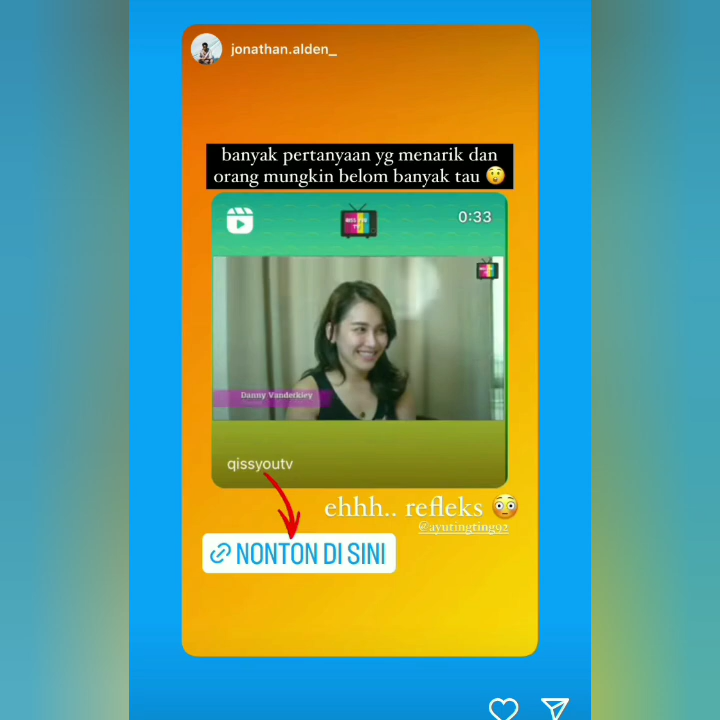 jonathan.alden_
banyak pertanyaan yg menarik dan
orang mungkin belom banyak tau 😲
0:33
Danny Vanderkley
qissyoutv
ehhh.. refleks 😳
@ayutingting92
NONTON DI SINI